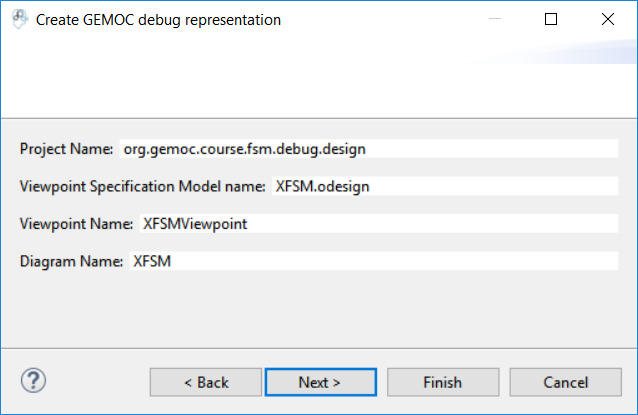 Create GEMOC debug representation
Project Name: org.gemoc.course.fsm.debug.design
Viewpoint Specification Model name: XFSM.odesign
Viewpoint Name: XFSMViewpoint
Diagram Name: XFSM
? < Back Next > Finish Cancel